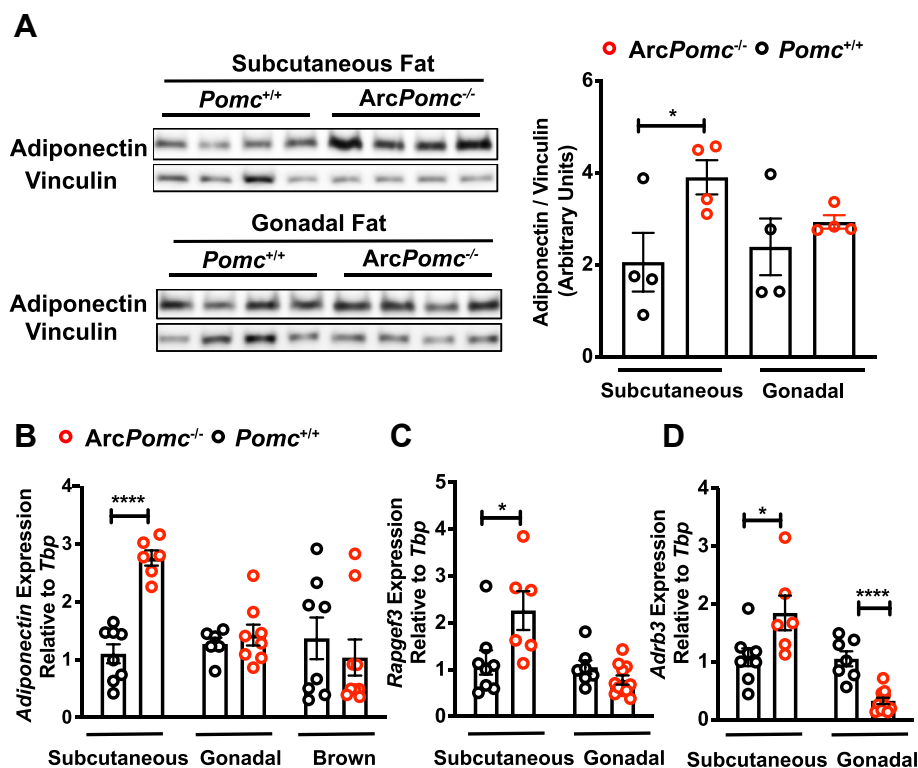 A
Subcutaneous Fat
Pomc+/+ ArcPomc-/-
Adiponectin
Vinculin
Gonadal Fat
Pomc+/+ ArcPomc-/-
Adiponectin
Vinculin
ArcPomc-/- Pomc+/+
Adiponectin / Vinculin
(Arbitrary Units)
6
4
2
0
*
Subcutaneous Gonadal
B
ArcPomc-/- Pomc+/+
Adiponectin Expression
Relative to Tbp
4
3
2
1
0
****
Subcutaneous Gonadal Brown
C
Rapgef3 Expression
Relative to Tbp
5
4
3
2
1
0
*
Subcutaneous Gonadal
D
Adrb3 Expression
Relative to Tbp
4
3
2
1
0
*
****
Subcutaneous Gonadal